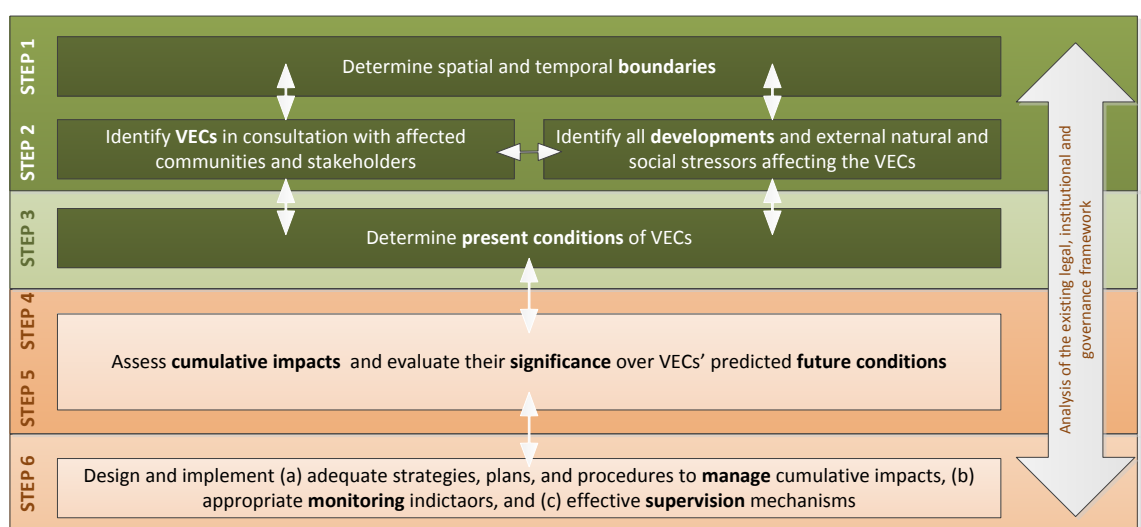 STEP 1
Determine spatial and temporal boundaries
STEP 2
Identify VECs in consultation with affected
communities and stakeholders
Identify all developments and external natural and
social stressors affecting the VECs
STEP 3
Determine present conditions of VECs
STEP 4
STEP 5
Assess cumulative impacts and evaluate their significance over VECs' predicted future conditions
STEP 6
Design and implement (a) adequate strategies, plans, and procedures to manage cumulative impacts, (b)
appropriate monitoring indictaors, and (c) effective supervision mechanisms
Analysis of the existing legal, institutional and
governance framework